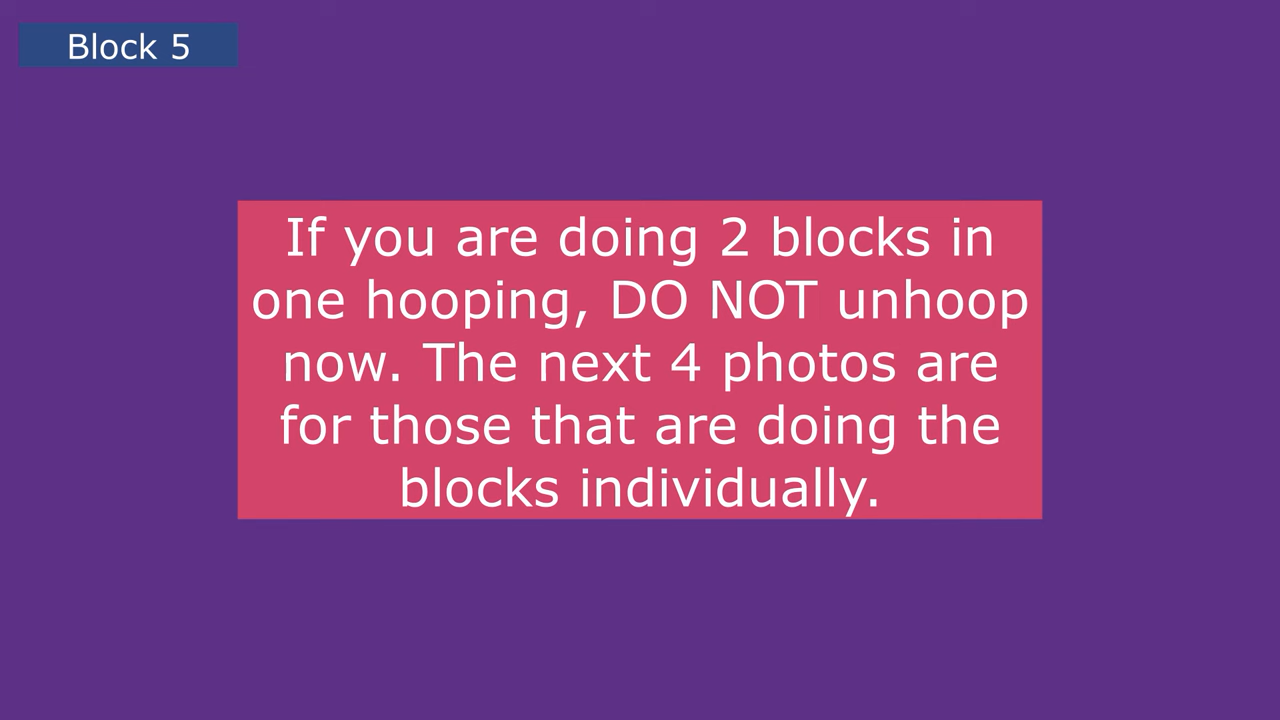 Block 5
If you are doing 2 blocks in
one hooping, DO NOT unhoop
now. The next 4 photos are
for those that are doing the
blocks individually.